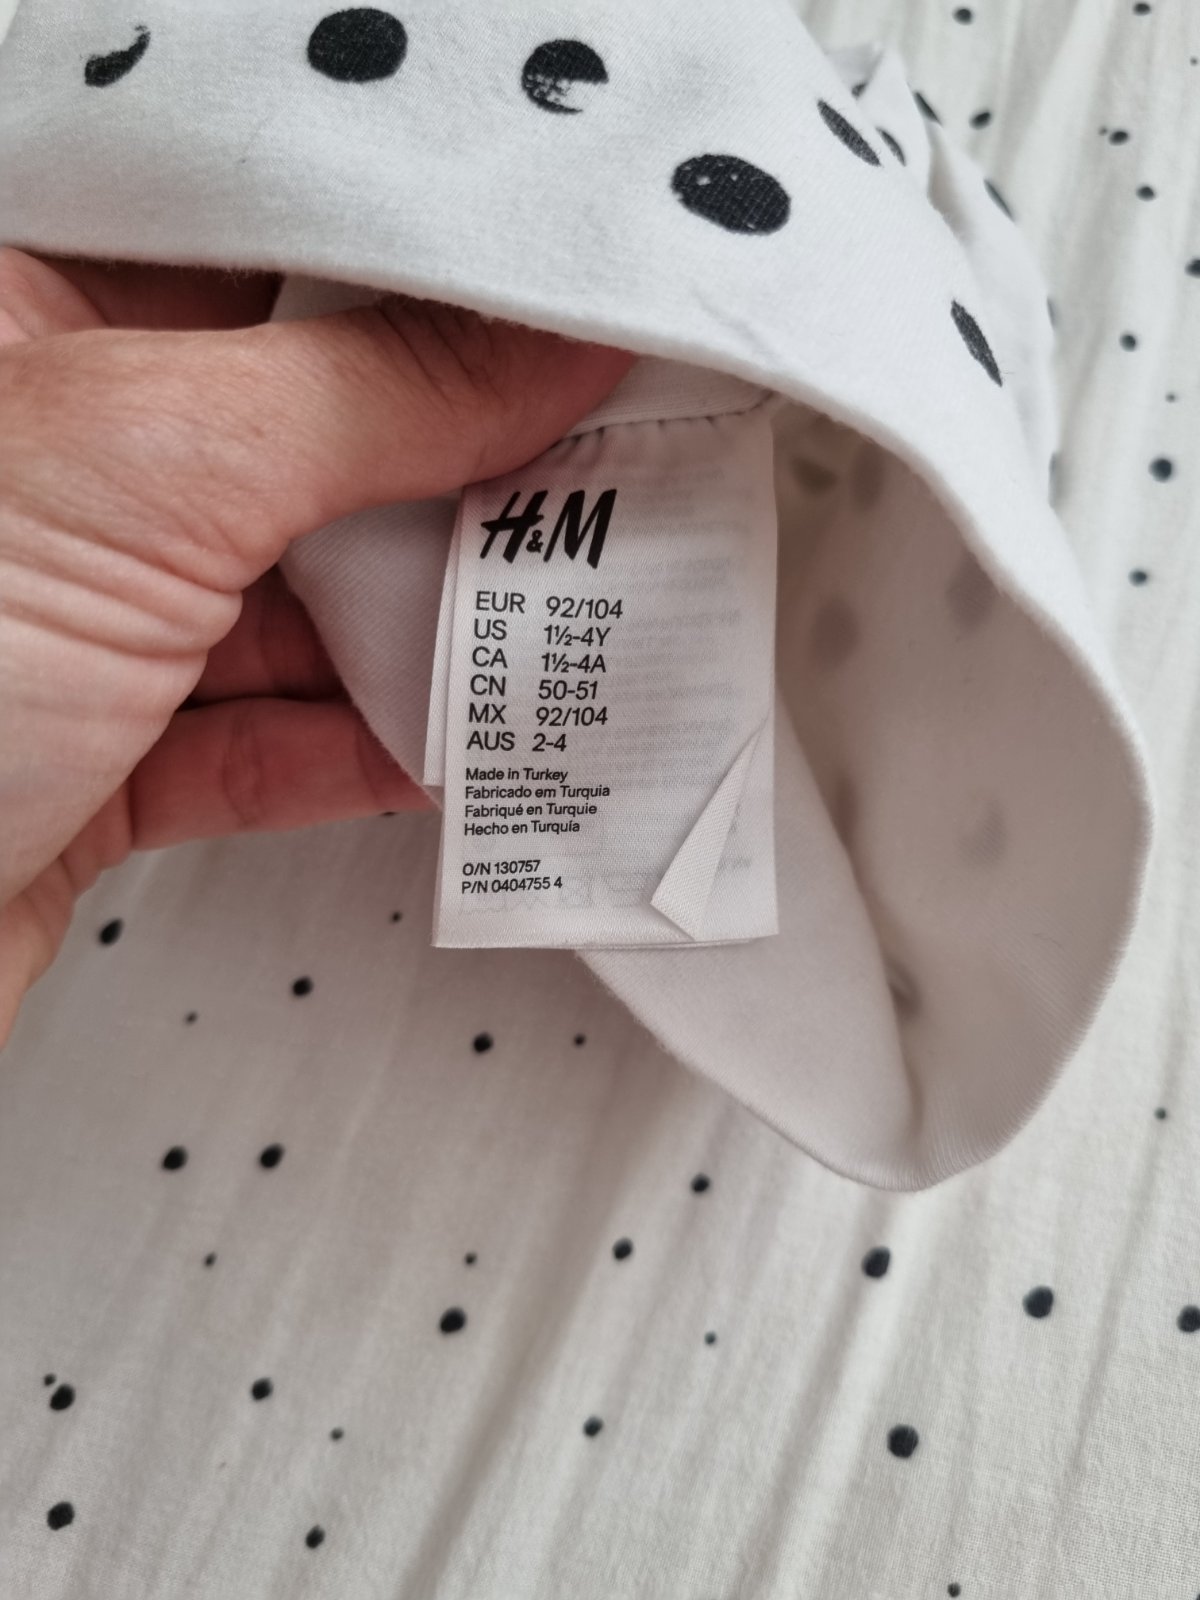 H&M
EUR 92/104
US 1½-4Y
CA 1½-4A
CN 50-51
MX 92/104
AUS 2-4
Made in Turkey
Fabricado em Turquia
Fabriqué en Turquie
Hecho en Turquía
O/N 130757
P/N 0404755 4